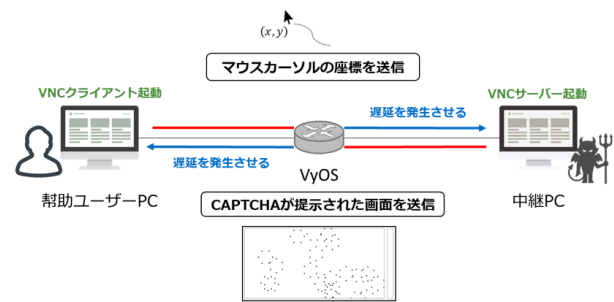 (x, y)
マウスカーソルの座標を送信
VNCクライアント起動
VNCサーバー起動
遅延を発生させる
遅延を発生させる
VyOS
幇助ユーザーPC
中継PC
CAPTCHAが提示された画面を送信